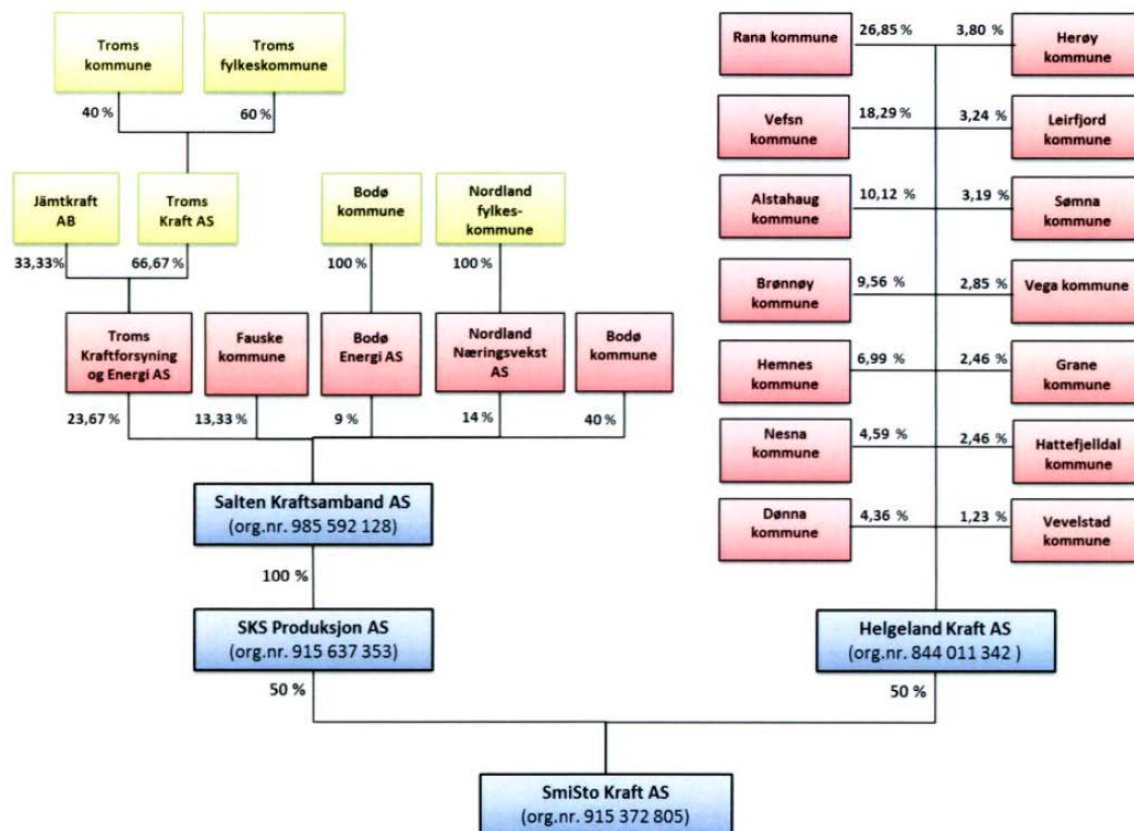 Troms
kommune
Troms
fylkeskommune
40 %
60 %
Jämtkraft
AB
Troms
Kraft AS
Bodø
kommune
Nordland
fylkes-
kommune
33,33%
66,67 %
100 %
100 %
Troms
Kraftforsyning
og Energi AS
Fauske
kommune
Bodø
Energi AS
Nordland
Næringsvekst
AS
Bodø
kommune
23,67 %
13,33 %
9 %
14 %
40 %
Salten Kraftsamband AS
(org.nr. 985 592 128)
100 %
SKS Produksjon AS
(org.nr. 915 637 353)
50 %
Rana kommune
26,85 %
3,80 %
Herøy
kommune
Vefsn
kommune
18,29 %
3,24 %
Leirfjord
kommune
Alstahaug
kommune
10,12 %
3,19 %
Sømna
kommune
Brønnøy
kommune
9,56 %
2,85 %
Vega kommune
Hemnes
kommune
6,99 %
2,46 %
Grane
kommune
Nesna
kommune
4,59 %
2,46 %
Hattefjelldal
kommune
Dønna
kommune
4,36 %
1,23 %
Vevelstad
kommune
Helgeland Kraft AS
(org.nr. 844 011 342 )
50 %
SmiSto Kraft AS
(org.nr. 915 372 805)